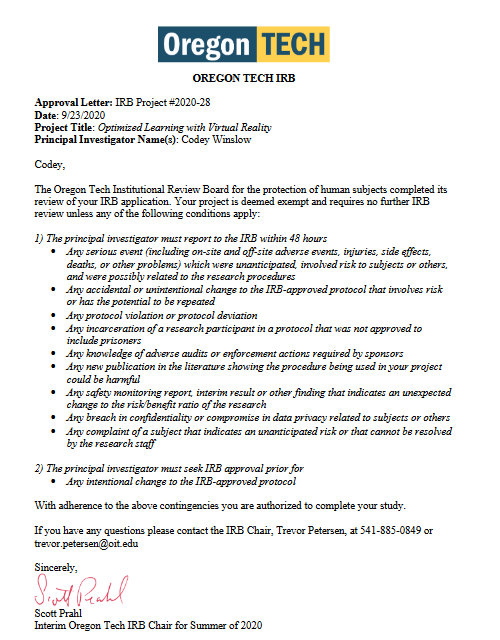 Oregon TECH
OREGON TECH IRB
Approval Letter: IRB Project #2020-28
Date: 9/23/2020
Project Title: Optimized Learning with Virtual Reality
Principal Investigator Name(s): Codey Winslow
Codey,
The Oregon Tech Institutional Review Board for the protection of human subjects completed its
review of your IRB application. Your project is deemed exempt and requires no further IRB
review unless any of the following conditions apply:
1) The principal investigator must report to the IRB within 48 hours
• Any serious event (including on-site and off-site adverse events, injuries, side effects,
deaths, or other problems) which were unanticipated, involved risk to subjects or others,
and were possibly related to the research procedures
• Any accidental or unintentional change to the IRB-approved protocol that involves risk
or has the potential to be repeated
• Any protocol violation or protocol deviation
• Any incarceration of a research participant in a protocol that was not approved to
include prisoners
• Any knowledge of adverse audits or enforcement actions required by sponsors
• Any new publication in the literature showing the procedure being used in your project
could be harmful
• Any safety monitoring report, interim result or other finding that indicates an unexpected
change to the risk/benefit ratio of the research
• Any breach in confidentiality or compromise in data privacy related to subjects or others
• Any complaint of a subject that indicates an unanticipated risk or that cannot be resolved
by the research staff
2) The principal investigator must seek IRB approval prior for
• Any intentional change to the IRB-approved protocol
With adherence to the above contingencies you are authorized to complete your study.
If you have any questions please contact the IRB Chair, Trevor Petersen, at 541-885-0849 or
trevor.petersen@oit.edu
Sincerely,
Scott Prahl
Scott Prahl
Interim Oregon Tech IRB Chair for Summer of 2020